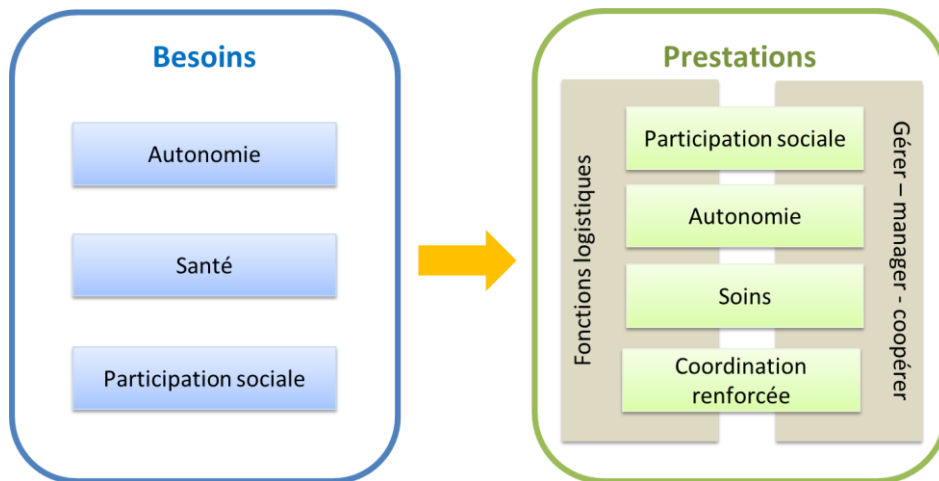 Besoins
Autonomie
Santé
Participation sociale
Prestations
Fonctions logistiques
Participation sociale
Autonomie
Soins
Coordination
renforcée
Gérer – manager - coopérer